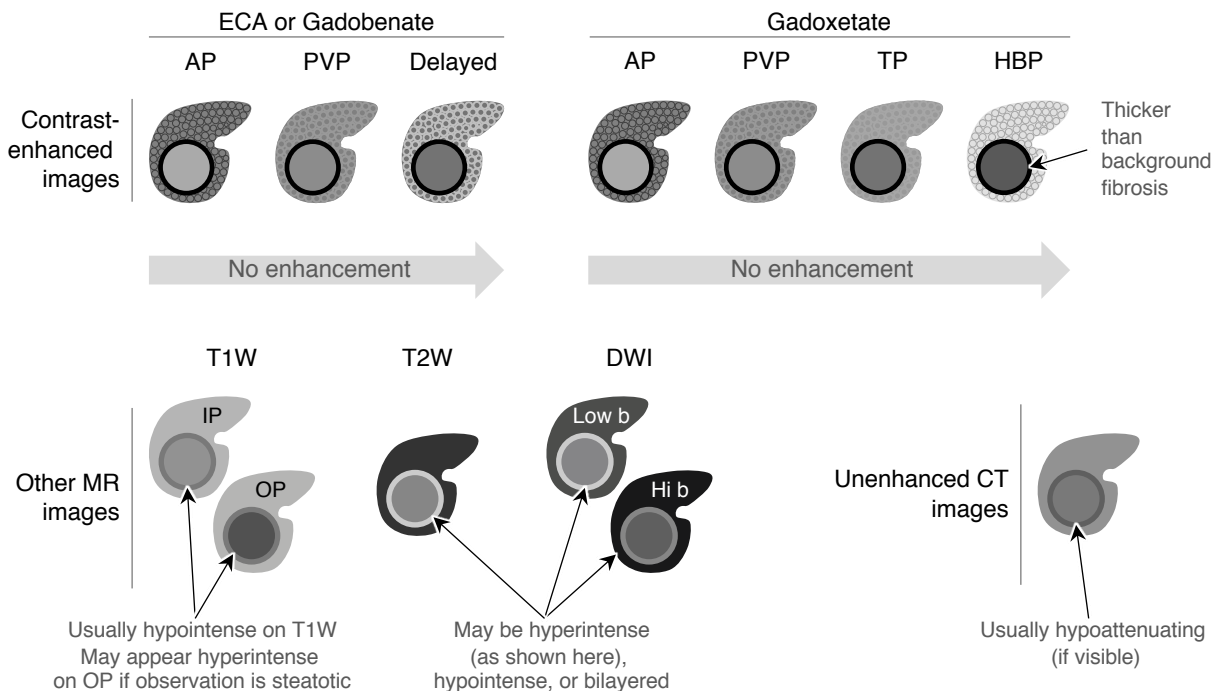 ECA or Gadobenate
Gadoxetate
AP PVP Delayed
AP PVP TP HBP
Contrast-
enhanced
images
Thicker
than
background
fibrosis
No enhancement
No enhancement
T1W T2W DWI
IP
OP
Low b
Hi b
Other MR
images
Unenhanced CT
images
Usually hypointense on T1W
May appear hyperintense
on OP if observation is steatotic
May be hyperintense
(as shown here),
hypointense, or bilayered
Usually hypoattenuating
(if visible)